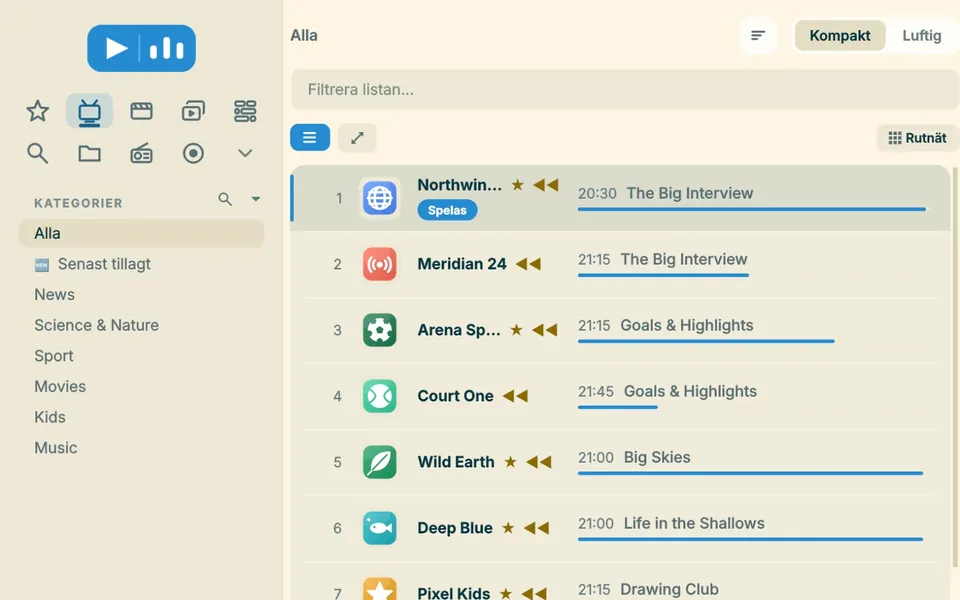 Alla
Kompakt
Luftig
Filtrera listan...
Rutnät
KATEGORIER
Alla
NEW Senast tillagt
News
Science & Nature
Sport
Movies
Kids
Music
1 Northwin... 20:30 The Big Interview
Spelas
2 Meridian 24 21:15 The Big Interview
3 Arena Sp... 21:15 Goals & Highlights
4 Court One 21:45 Goals & Highlights
5 Wild Earth 21:00 Big Skies
6 Deep Blue 21:00 Life in the Shallows
7 Pixel Kids 21:15 Drawing Club